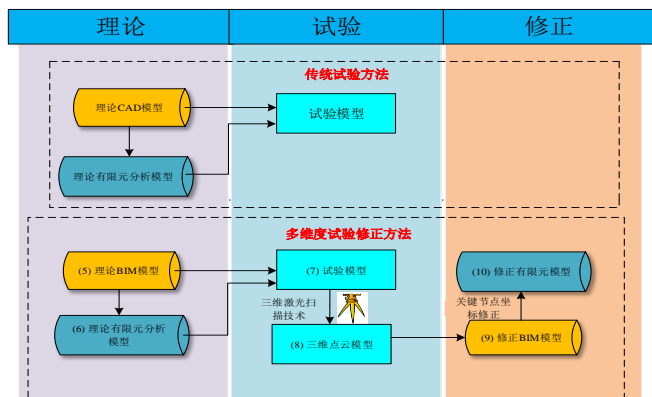 理论
试验
修正
传统试验方法
理论CAD模型
试验模型
理论有限元分析模型
多维度试验修正方法
(5) 理论BIM模型
(7) 试验模型
(10) 修正有限元模型
三维激光扫
描技术
关键节点坐
标修正
(6) 理论有限元分析
模型
(8) 三维点云模型
(9) 修正BIM模型